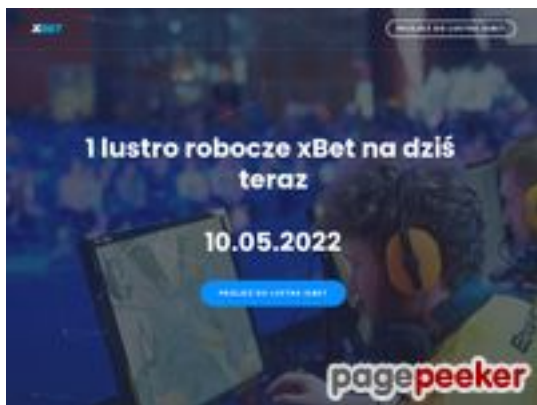 XBET
1 lustro robocze xBet na dziś
teraz
10.05.2022
pagepeeker